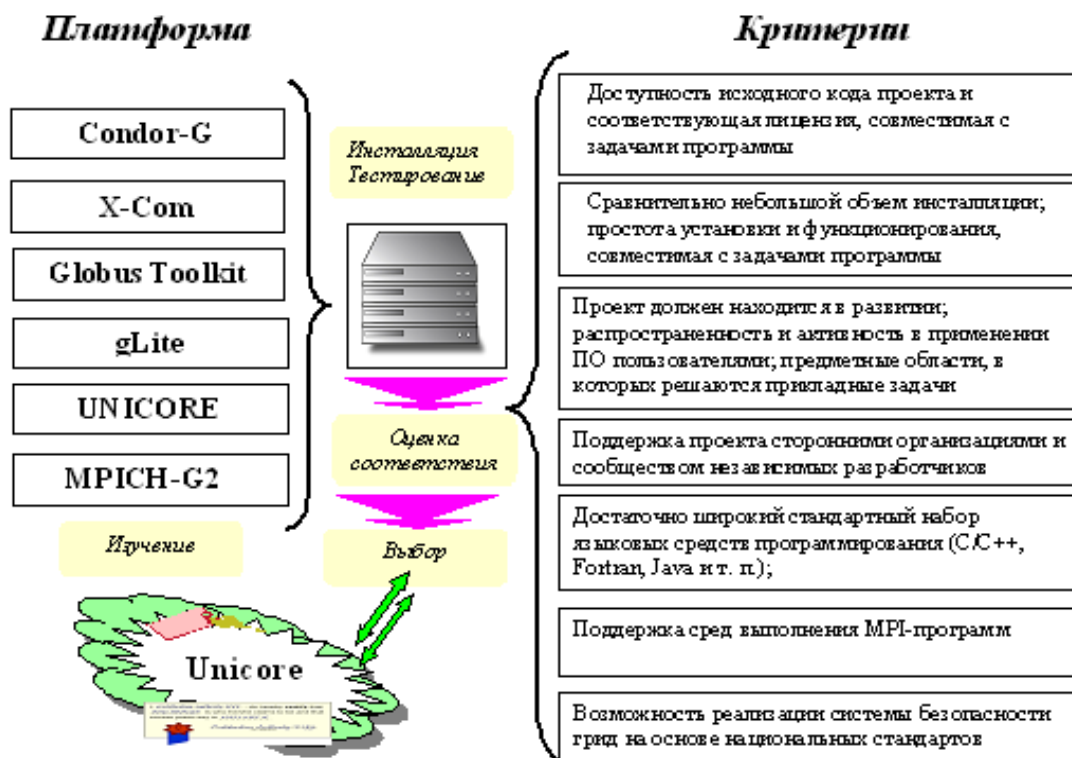 Платформа
Критерии
Condor-G
X-Com
Globus Toolkit
gLite
UNICORE
MPICH-G2
Изучение
Инсталляция
Тестирование
Оценка
соответствия
Выбор
Unicore
Доступность исходного кода проекта и
соответствующая лицензия, совместимая с
задачами программы
Сравнительно небольшой объем инсталляции;
простота установки и функционирования,
совместимая с задачами программы
Проект должен находится в развитии;
распространенность и активность в применении
ПО пользователями; предметные области, в
которых решаются прикладные задачи
Поддержка проекта сторонними организациями и
сообществом независимых разработчиков
Достаточно широкий стандартный набор
языковых средств программирования (C/C++,
Fortran, Java и т. п.);
Поддержка сред выполнения MPI-программ
Возможность реализации системы безопасности
грид на основе национальных стандартов